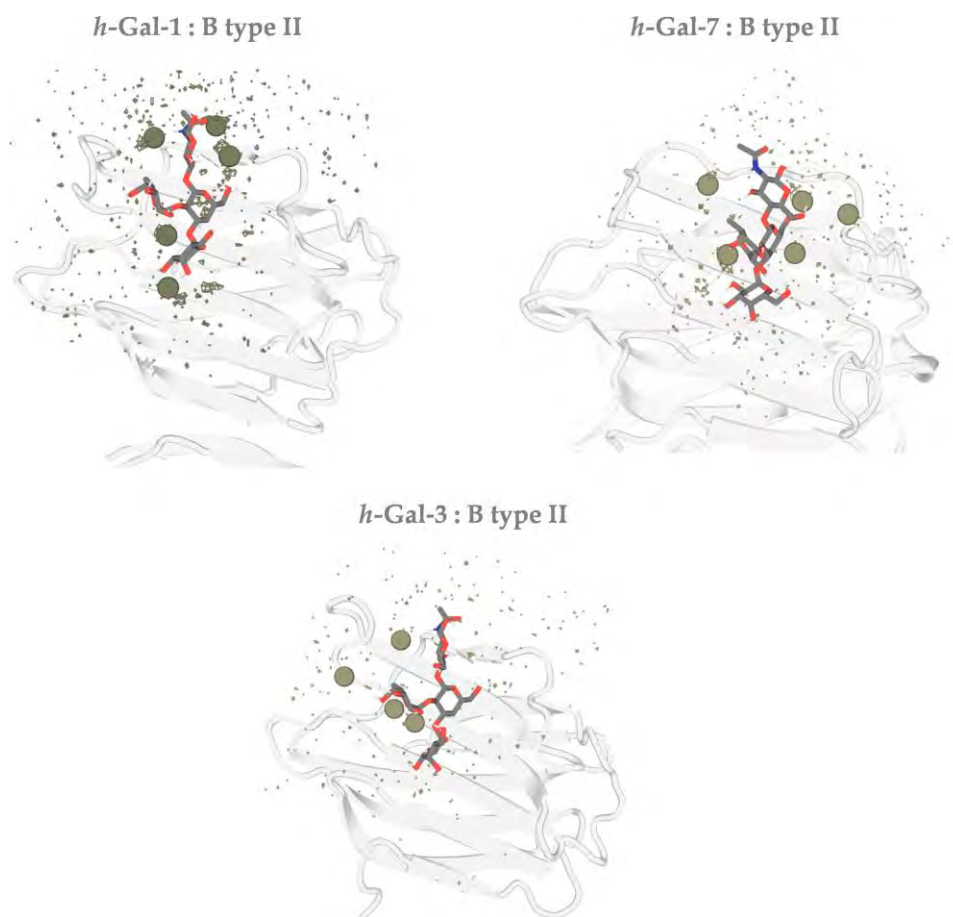 h-Gal-1 : B type II
h-Gal-7 : B type II
h-Gal-3 : B type II